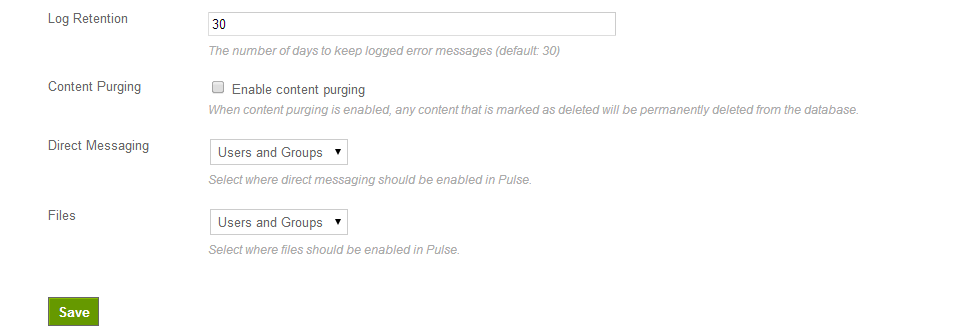 Log Retention
30
The number of days to keep logged error messages (default: 30)
Content Purging
Enable content purging
When content purging is enabled, any content that is marked as deleted will be permanently deleted from the database.
Direct Messaging
Users and Groups
Select where direct messaging should be enabled in Pulse.
Files
Users and Groups
Select where files should be enabled in Pulse.
Save